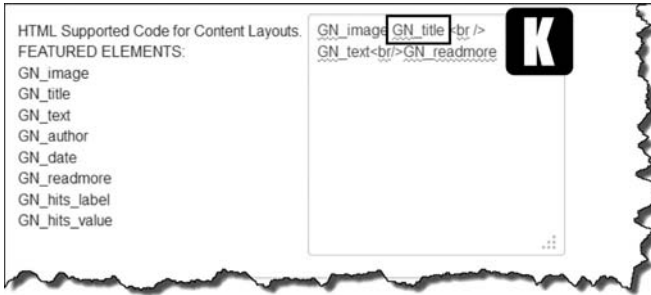 HTML Supported Code for Content Layouts.
FEATURED ELEMENTS:
GN_image
GN_title
GN_text
GN_author
GN_date
GN_readmore
GN_hits_label
GN_hits_value
GN_image GN_title <br />
GN_text<br/>GN_readmore
K